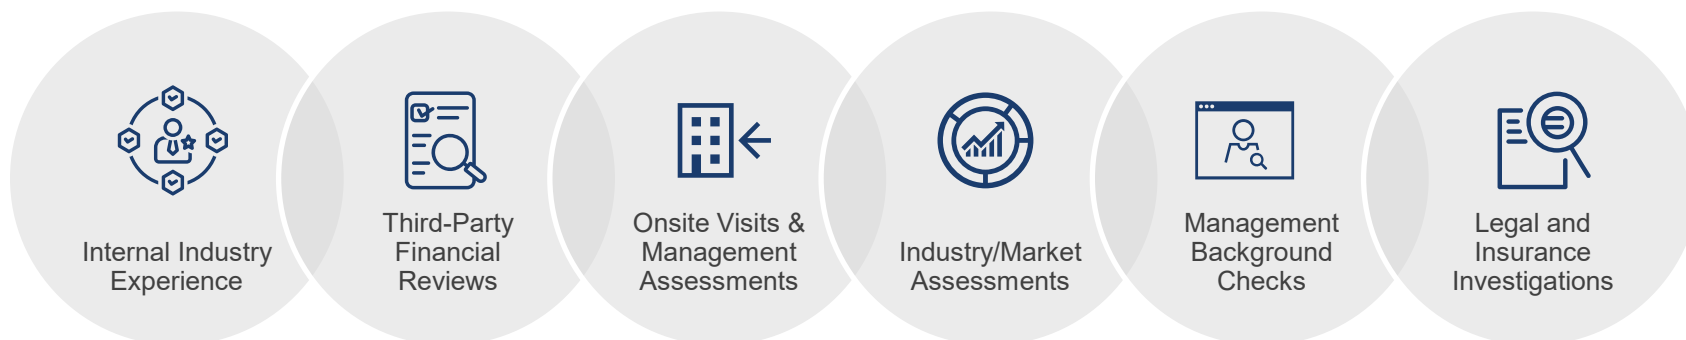 Internal Industry
Experience
Third-Party
Financial
Reviews
Onsite Visits &
Management
Assessments
Industry/Market
Assessments
Management
Background
Checks
Legal and
Insurance
Investigations